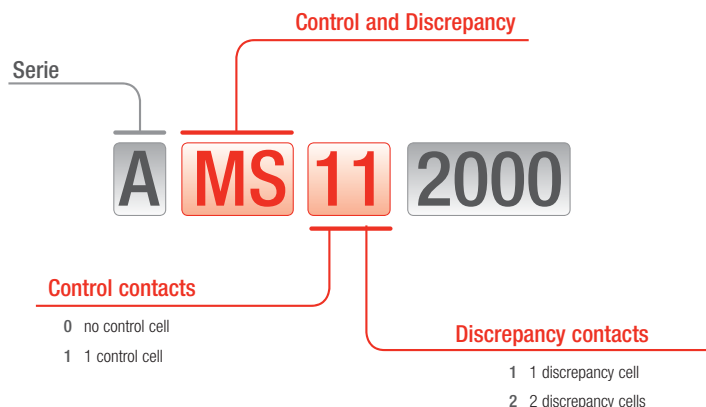 Control and Discrepancy
Serie
A MS 11 2000
Control contacts
0 no control cell
1 1 control cell
Discrepancy contacts
1 1 discrepancy cell
2 2 discrepancy cells